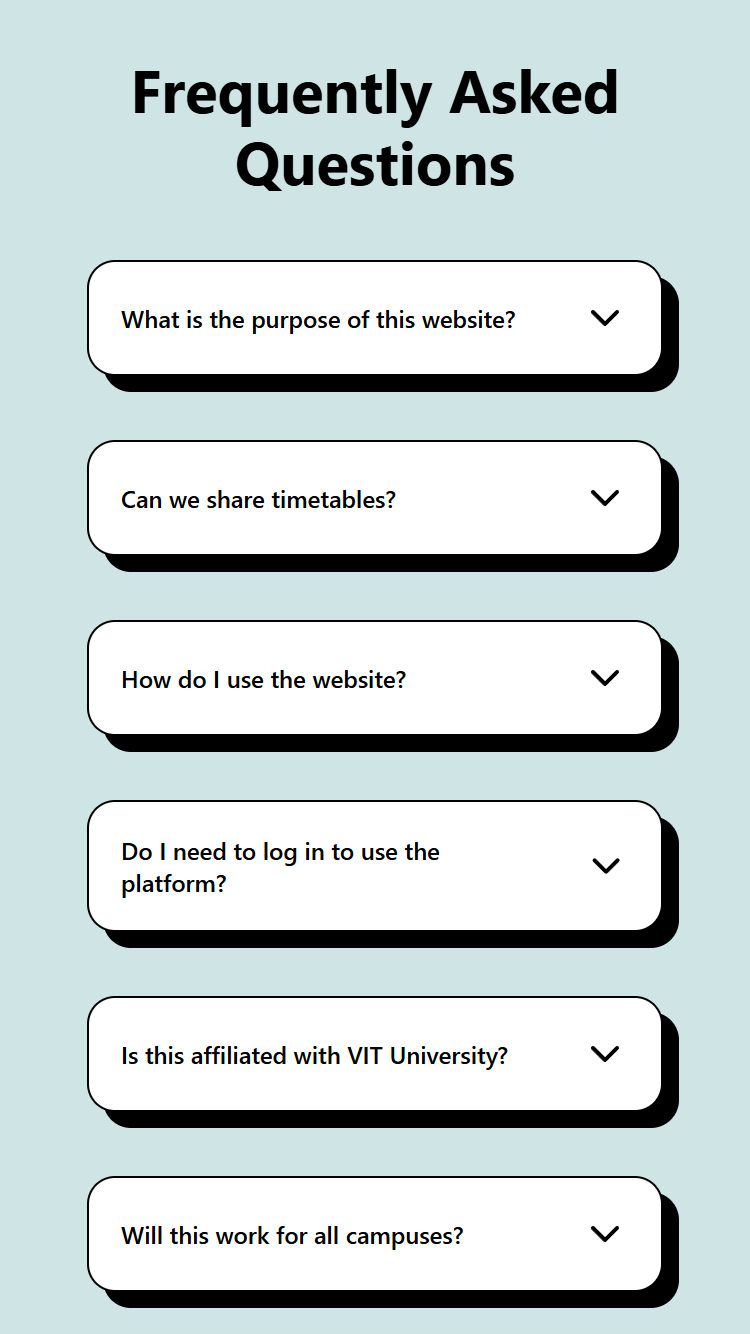 Frequently Asked
Questions
What is the purpose of this website?
Can we share timetables?
How do I use the website?
Do I need to log in to use the
platform?
Is this affiliated with VIT University?
Will this work for all campuses?